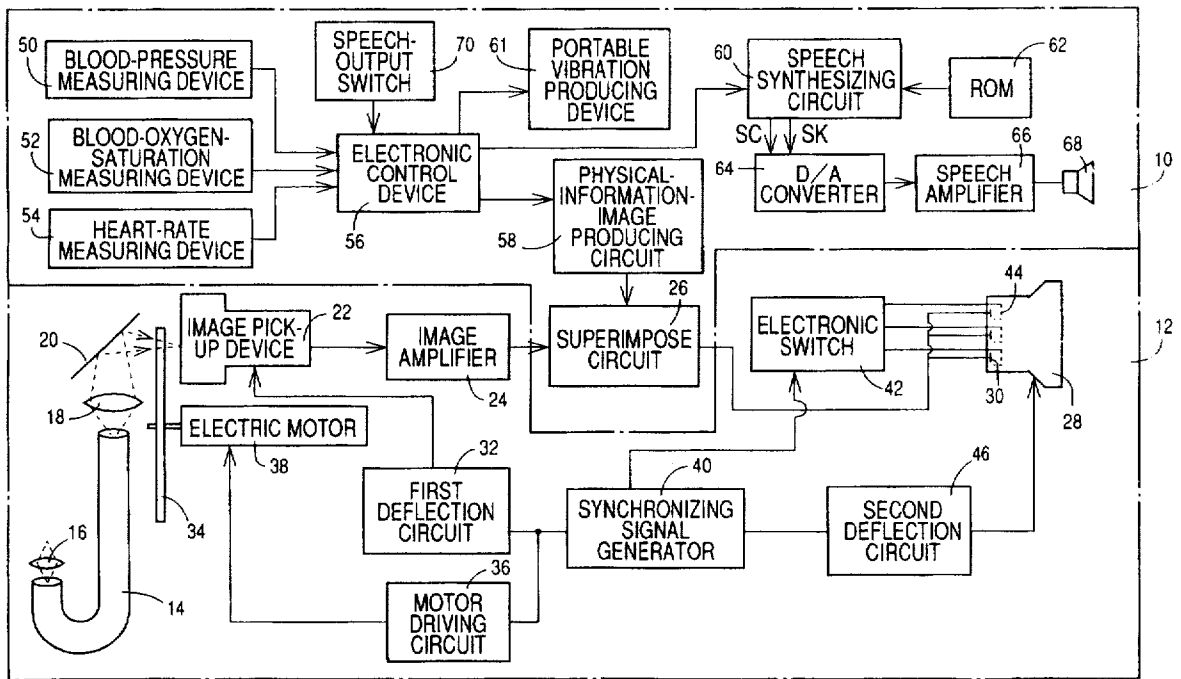 50
BLOOD-PRESSURE
MEASURING DEVICE
52
BLOOD-OXYGEN-
SATURATION
MEASURING DEVICE
54
HEART-RATE
MEASURING DEVICE
SPEECH-
OUTPUT
SWITCH
70
ELECTRONIC
CONTROL
DEVICE
56
61
PORTABLE
VIBRATION
PRODUCING
DEVICE
PHYSICAL-
INFORMATION-
IMAGE
PRODUCING
CIRCUIT
58
60
SPEECH
SYNTHESIZING
CIRCUIT
62
ROM
SC
SK
64
D/A
CONVERTER
66
SPEECH
AMPLIFIER
68
10
20
18
16
14
34
IMAGE PICK-
UP DEVICE
22
IMAGE
AMPLIFIER
24
26
SUPERIMPOSE
CIRCUIT
ELECTRONIC
SWITCH
42
44
30
28
12
ELECTRIC MOTOR
38
32
FIRST
DEFLECTION
CIRCUIT
36
MOTOR
DRIVING
CIRCUIT
40
SYNCHRONIZING
SIGNAL
GENERATOR
46
SECOND
DEFLECTION
CIRCUIT